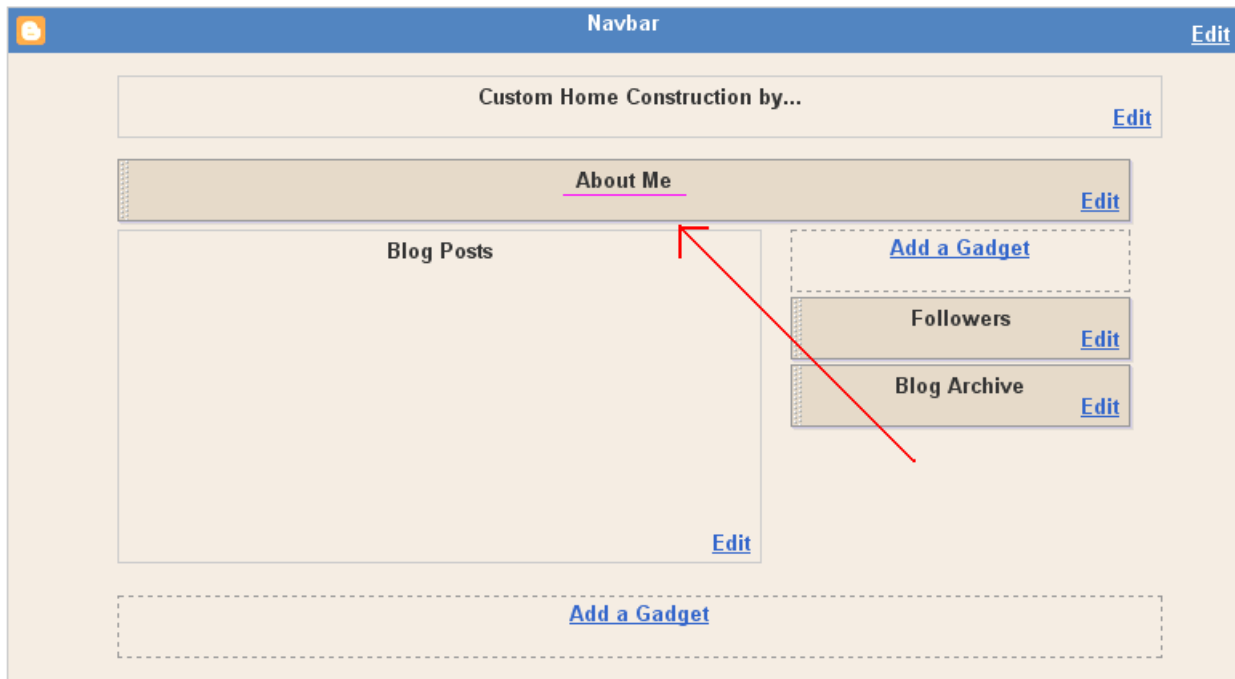 Navbar
Edit
Custom Home Construction by...
Edit
About Me
Edit
Blog Posts
Edit
Add a Gadget
Followers
Edit
Blog Archive
Edit
Add a Gadget